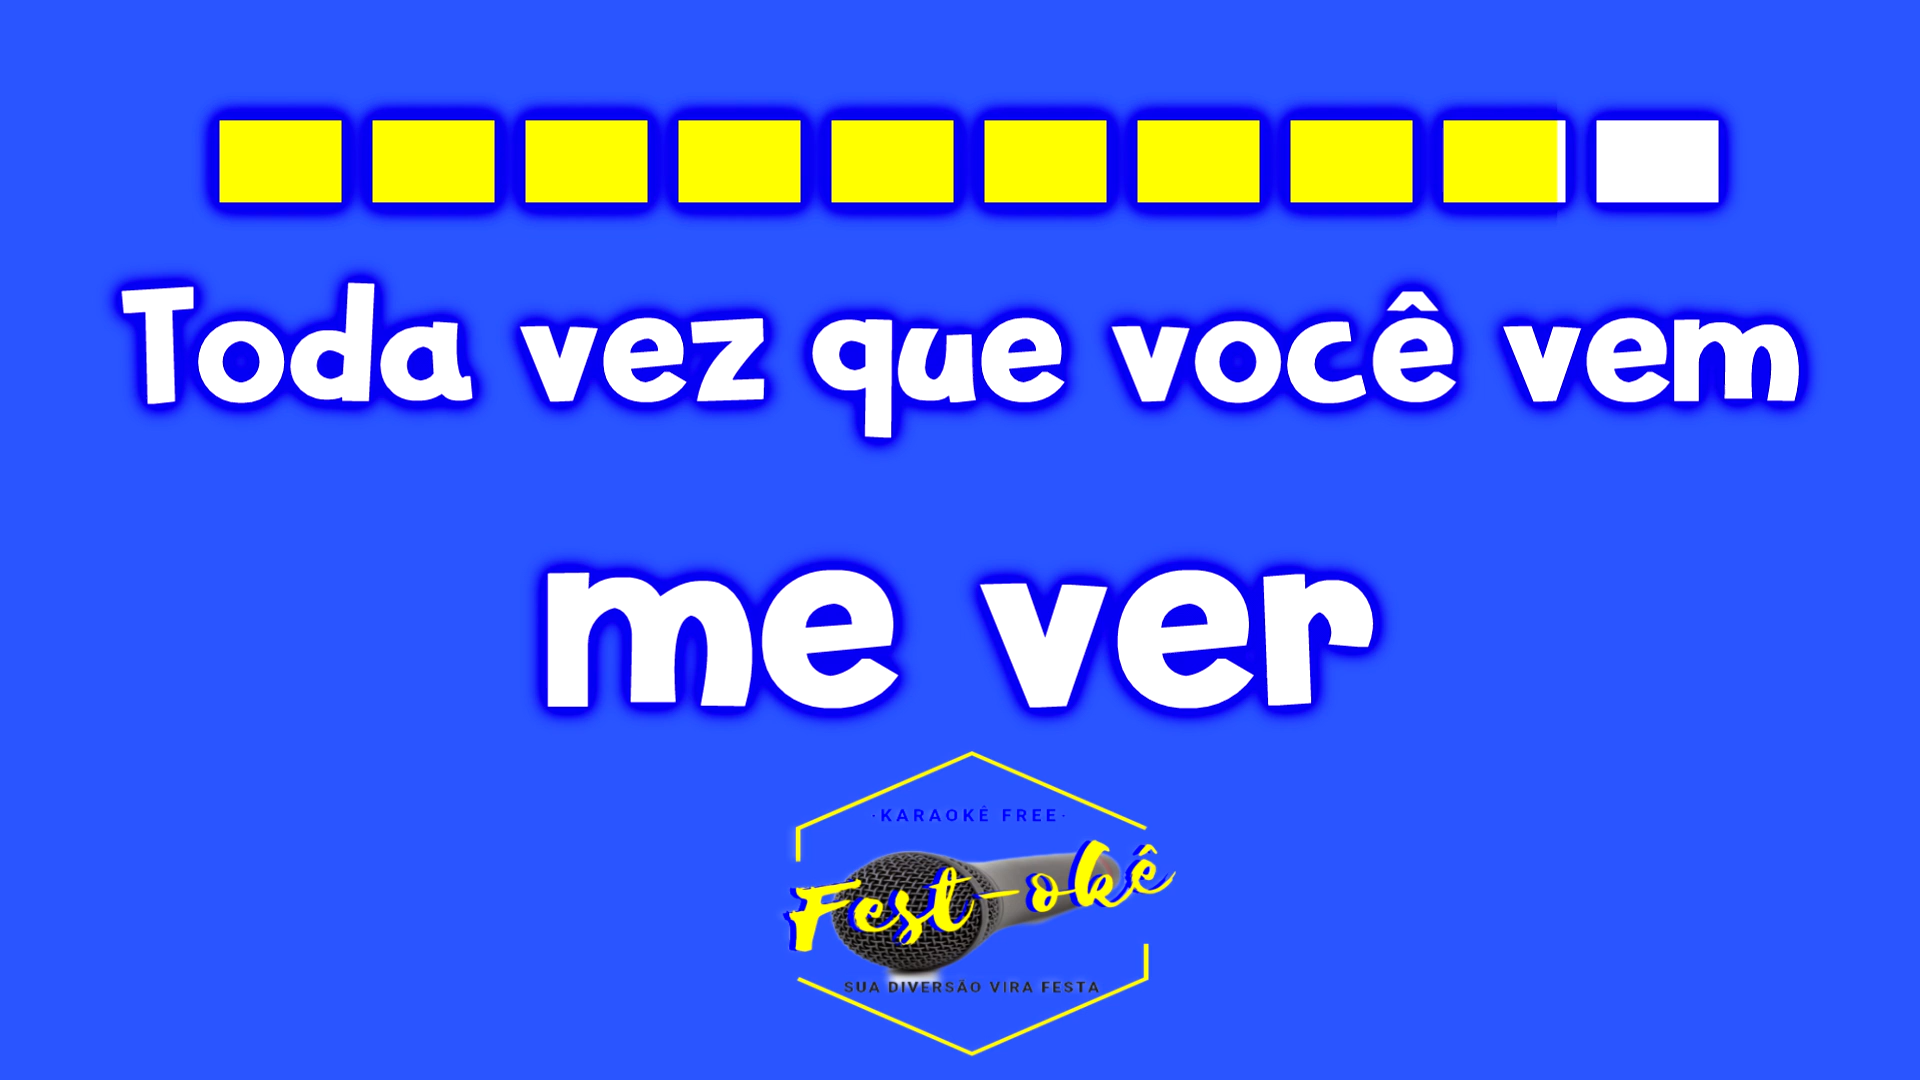 Toda vez que você vem
me ver
·KARAOKÊ FREE·
Fest-okê
SUA DIVERSÃO VIRA FESTA